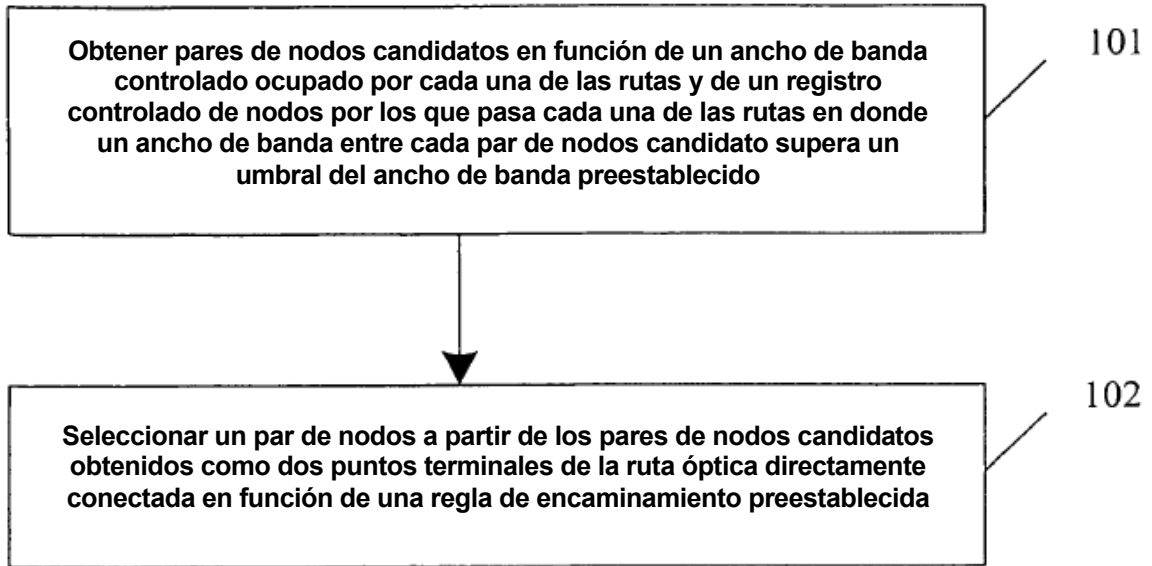 Obtener pares de nodos candidatos en función de un ancho de banda
controlado ocupado por cada una de las rutas y de un registro
controlado de nodos por los que pasa cada una de las rutas en donde
un ancho de banda entre cada par de nodos candidato supera un
umbral del ancho de banda preestablecido
101
Seleccionar un par de nodos a partir de los pares de nodos candidatos
obtenidos como dos puntos terminales de la ruta óptica directamente
conectada en función de una regla de encaminamiento preestablecida
102